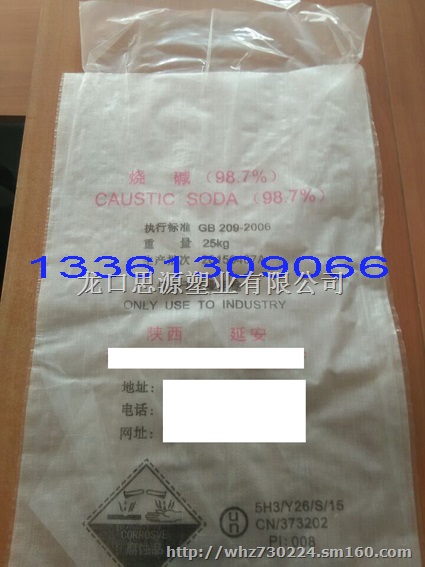 烧 碱（98.7%）
CAUSTIC SODA (98.7%)
执行标准 GB 209-2006
重 量 25kg
13361309066
龙口思源塑业有限公司
ONLY USE TO INDUSTRY
陕西 延安
地址:
电话:
网址:
CORROSIVE
un
5H3/Y26/S/15
CN/373202
PI: 008
http://whz730224.sm160.com